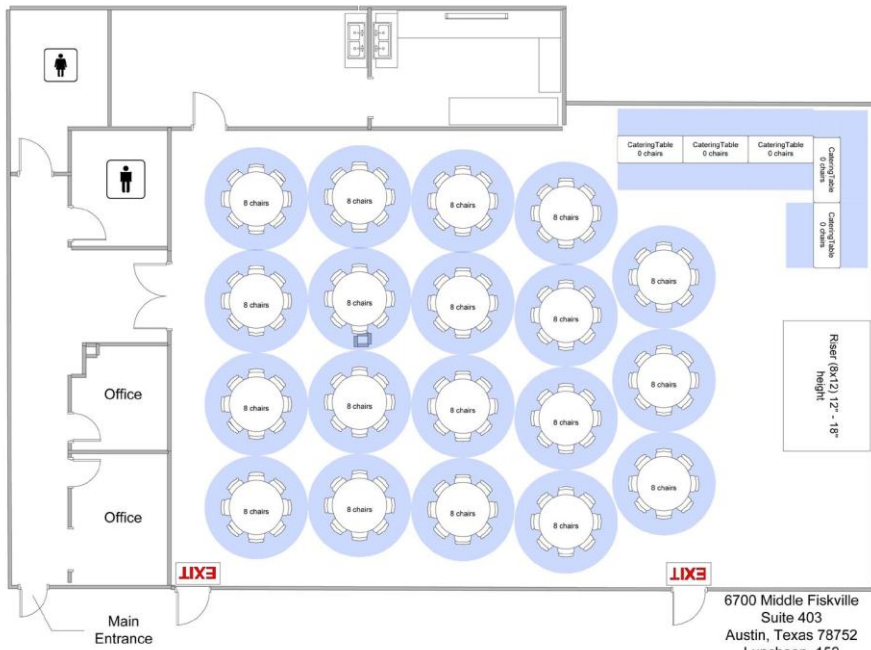 CateringTable
0 chairs
CateringTable
0 chairs
CateringTable
0 chairs
CateringTable
0 chairs
CateringTable
0 chairs
8 chairs
8 chairs
8 chairs
8 chairs
8 chairs
8 chairs
8 chairs
8 chairs
8 chairs
8 chairs
Riser (8x12) 12" - 18"
height
Office
8 chairs
8 chairs
8 chairs
8 chairs
8 chairs
8 chairs
8 chairs
8 chairs
8 chairs
Office
EXIT
EXIT
Main
Entrance
6700 Middle Fiskville
Suite 403
Austin, Texas 78752
Luncheon